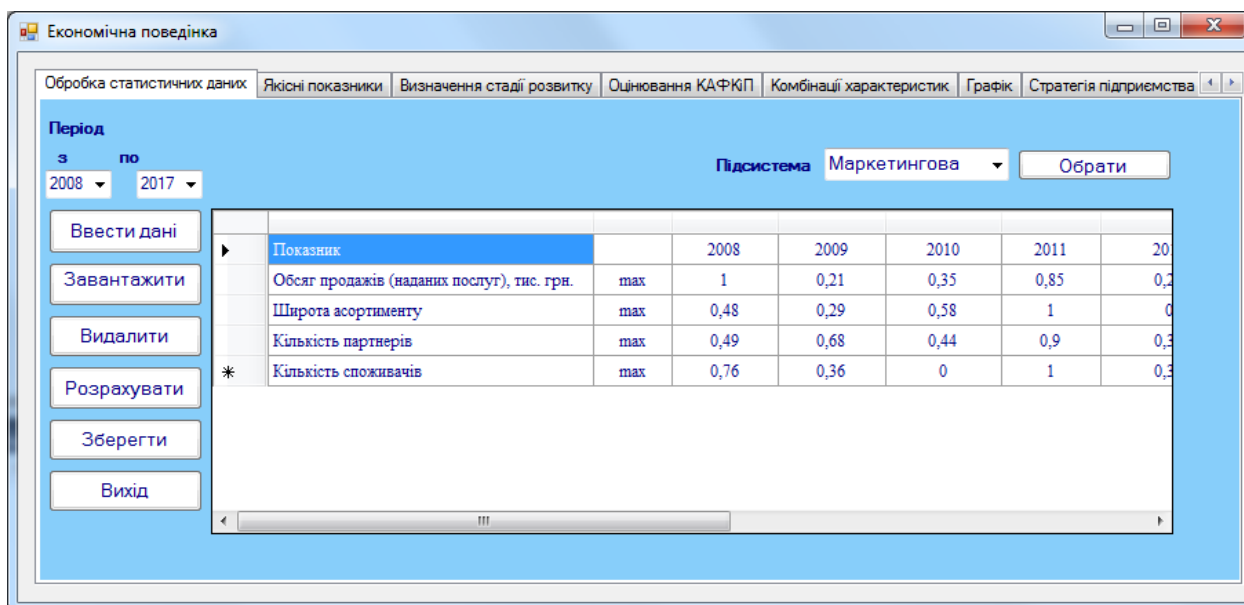 Економічна поведінка
Обробка статистичних даних Якісні показники Визначення стадії розвитку Оцінювання КАФКіП Комбінації характеристик Графік Стратегія підприємства
Період
з по
2008 2017
Підсистема Маркетингова Обрати
Ввести дані
Завантажити
Видалити
Розрахувати
Зберегти
Вихід
Показник 2008 2009 2010 2011
Обсяг продажів (наданих послуг), тис. грн. max 1 0,21 0,35 0,85
Широта асортименту max 0,48 0,29 0,58 1
Кількість партнерів max 0,49 0,68 0,44 0,9
Кількість споживачів max 0,76 0,36 0 1